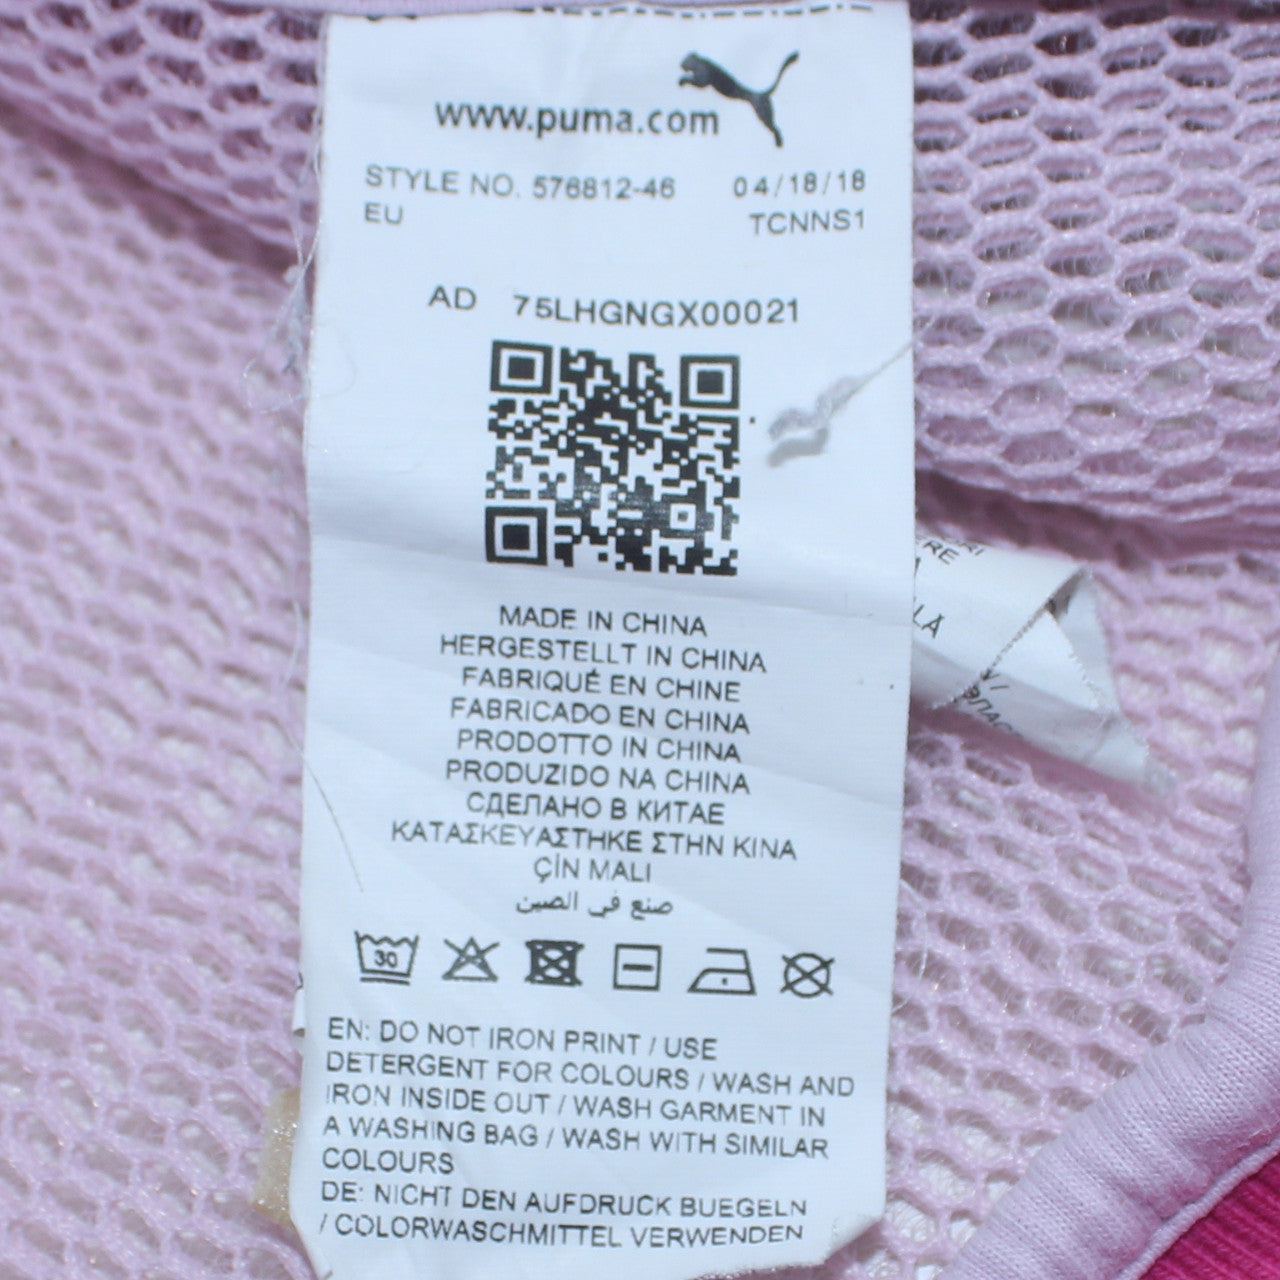 www.puma.com
STYLE NO. 576812-46 04/18/18
EU TCNNS1
AD 75LHGNGX00021
MADE IN CHINA
HERGESTELLT IN CHINA
FABRIQUÉ EN CHINE
FABRICADO EN CHINA
PRODOTTO IN CHINA
PRODUZIDO NA CHINA
СДЕЛАНО В КИТАЕ
ΚΑΤΑΣΚΕΥΑΣΤΗΚΕ ΣΤΗΝ ΚΙΝΑ
ÇİN MALI
صنع في الصين
30
EN: DO NOT IRON PRINT / USE
DETERGENT FOR COLOURS / WASH AND
IRON INSIDE OUT / WASH GARMENT IN
A WASHING BAG / WASH WITH SIMILAR
COLOURS
DE: NICHT DEN AUFDRUCK BUEGELN
/ COLORWASCHMITTEL VERWENDEN